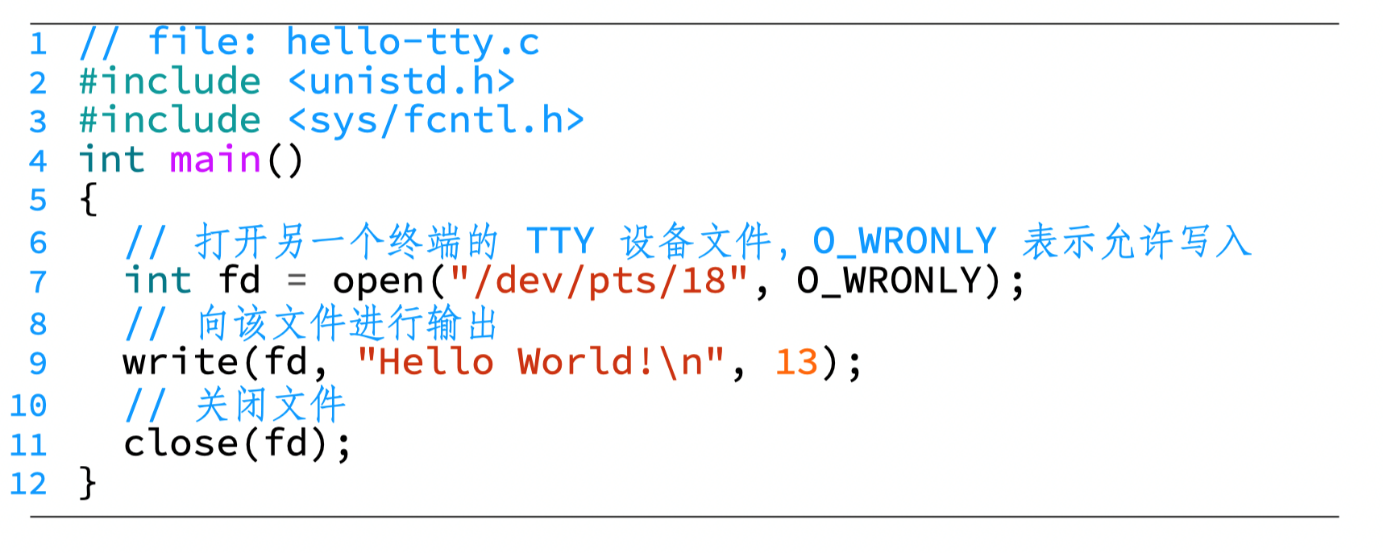 1 // file: hello-tty.c
2 #include <unistd.h>
3 #include <sys/fcntl.h>
4 int main()
5 {
6   // 打开另一个终端的 TTY 设备文件，O_WRONLY 表示允许写入
7   int fd = open("/dev/pts/18", O_WRONLY);
8   // 向该文件进行输出
9   write(fd, "Hello World!\n", 13);
10   // 关闭文件
11   close(fd);
12 }